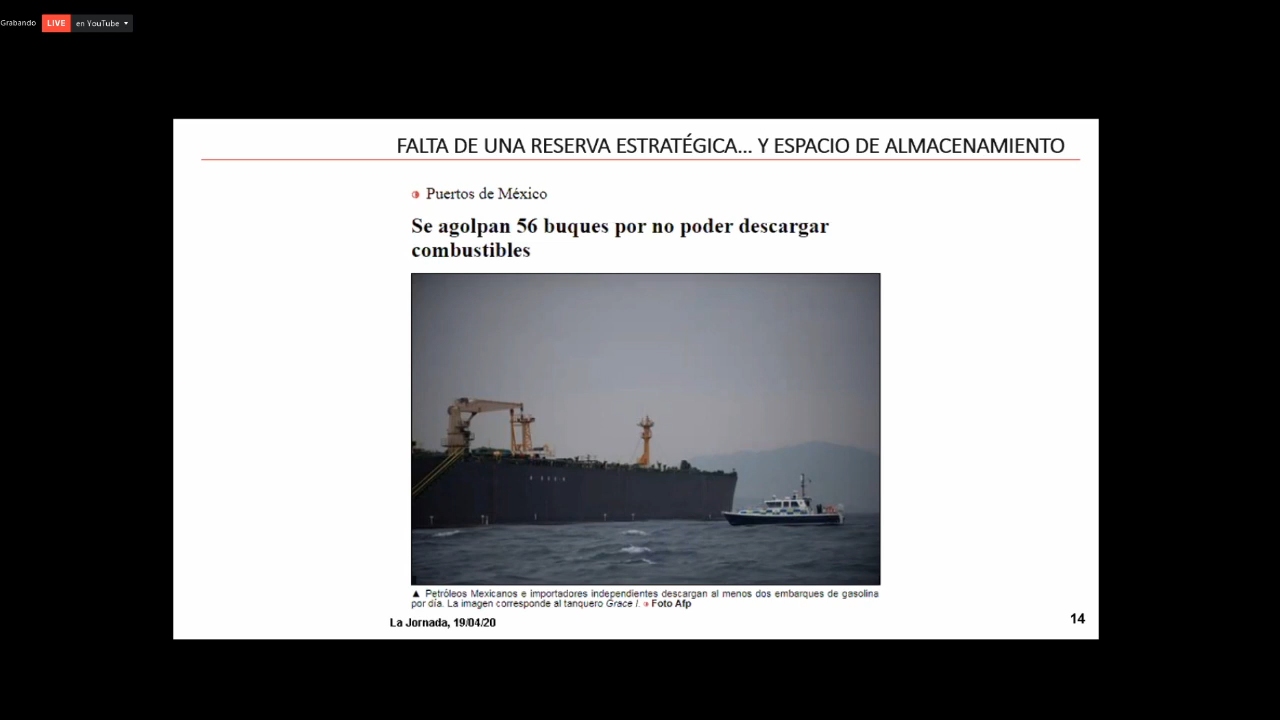 Grabando LIVE en YouTube
FALTA DE UNA RESERVA ESTRATÉGICA... Y ESPACIO DE ALMACENAMIENTO
Puertos de México
Se agolpan 56 buques por no poder descargar
combustibles
▲ Petróleos Mexicanos e importadores independientes descargan al menos dos embarques de gasolina
por día. La imagen corresponde al tanquero Grace I. Foto Afp
La Jornada, 19/04/20
14